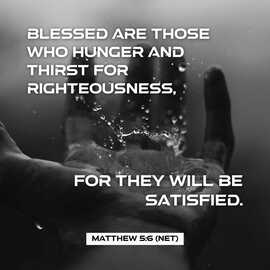 BLESSED ARE THOSE
WHO HUNGER AND
THIRST FOR
RIGHTEOUSNESS,
FOR THEY WILL BE
SATISFIED.
MATTHEW 5:6 (NET)